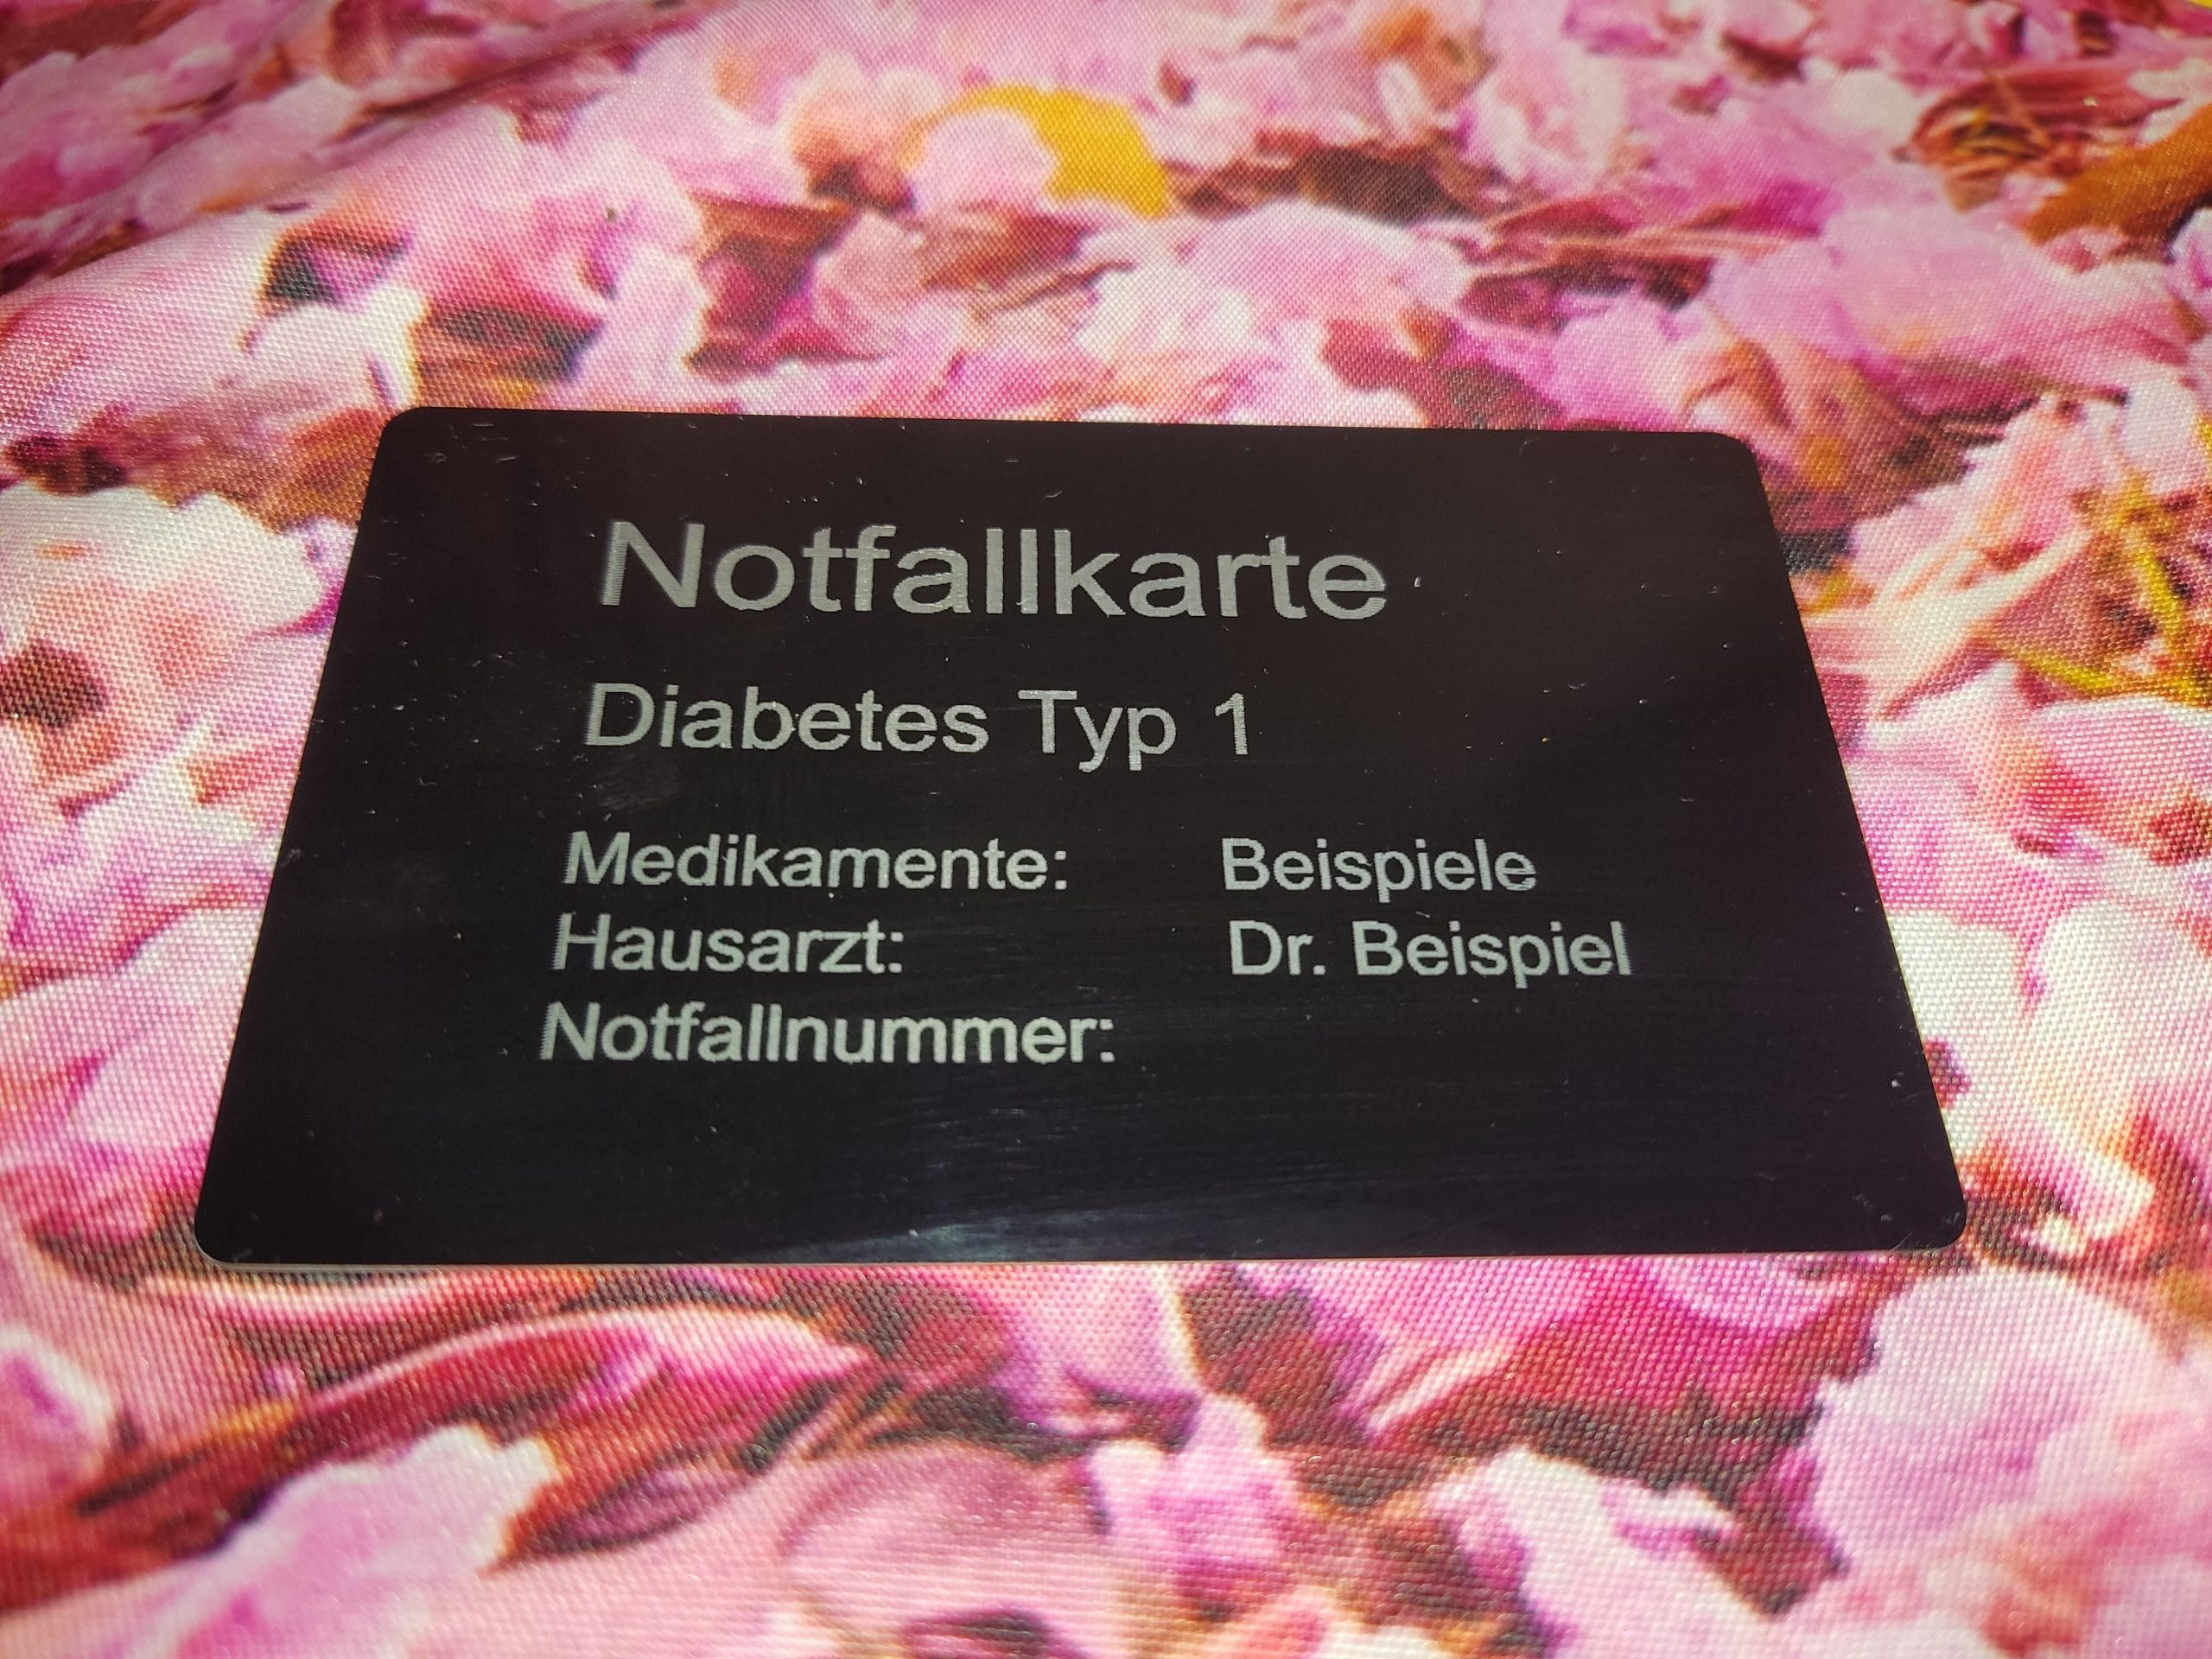 Notfallkarte
Diabetes Typ 1
Medikamente: Beispiele
Hausarzt: Dr. Beispiel
Notfallnummer: